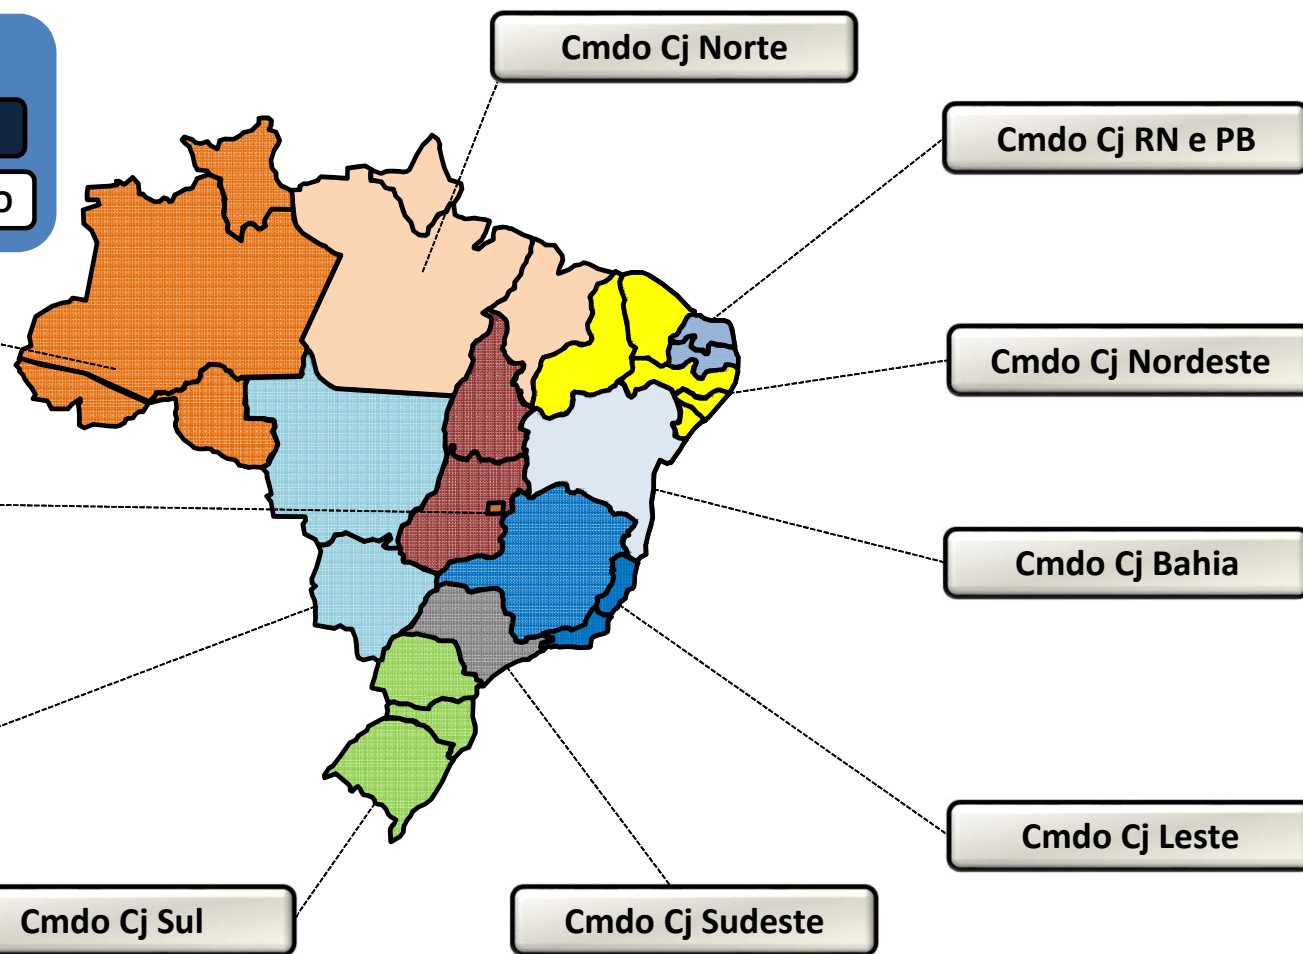 Cmdo Cj Norte
Cmdo Cj RN e PB
o
Cmdo Cj Nordeste
Cmdo Cj Bahia
Cmdo Cj Leste
Cmdo Cj Sul
Cmdo Cj Sudeste